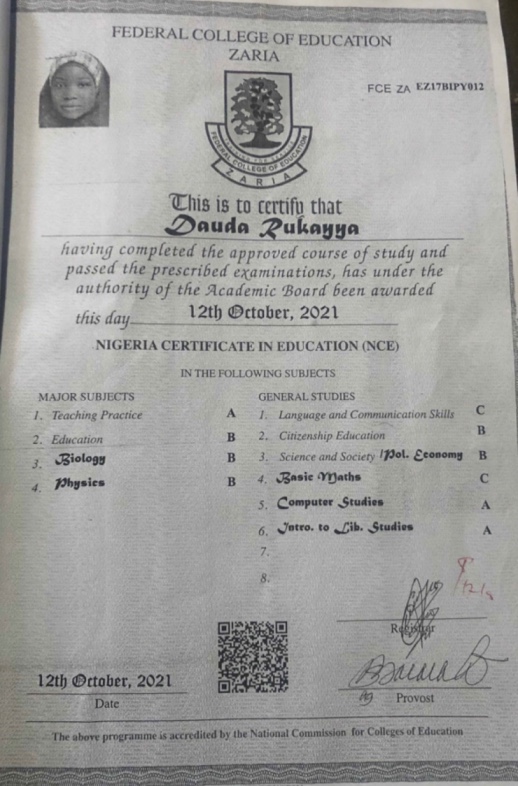 FEDERAL COLLEGE OF EDUCATION
ZARIA
FCE ZA EZ17BIPY012
FEDERAL COLLEGE OF EDUCATION
ZARIA
This is to certify that
Dauda Rukayya
having completed the approved course of study and
passed the prescribed examinations, has under the
authority of the Academic Board been awarded
this day 12th October, 2021
NIGERIA CERTIFICATE IN EDUCATION (NCE)
IN THE FOLLOWING SUBJECTS
MAJOR SUBJECTS
1. Teaching Practice A
2. Education B
3. Biology B
4. Physics B
GENERAL STUDIES
1. Language and Communication Skills C
2. Citizenship Education B
3. Science and Society /Pol. Economy B
4. Basic Maths C
5. Computer Studies A
6. Intro. to Lib. Studies A
7.
8.
Registrar
12th October, 2021
Date
Provost
The above programme is accredited by the National Commission for Colleges of Education